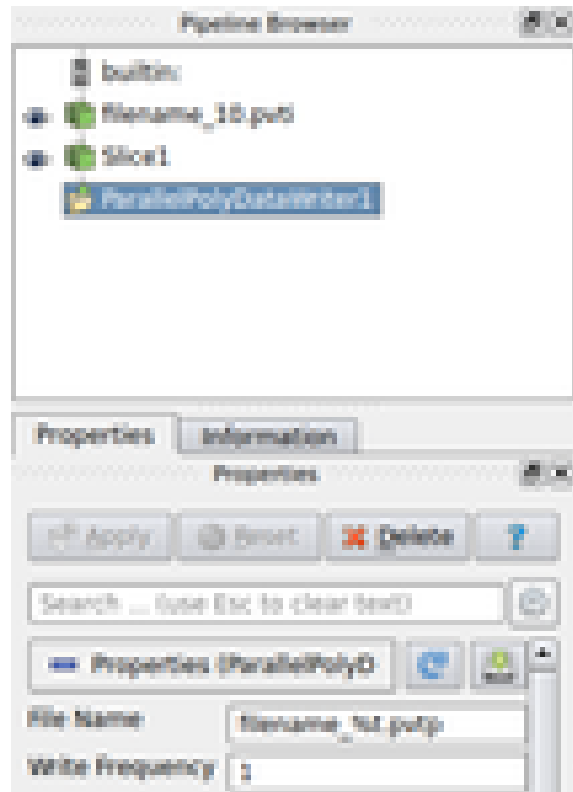 Pipeline Browser
builtin:
filename_10.pvti
Slice1
ParallelPolyDataWriter1
Properties Information
Properties
Apply Reset Delete ?
Search ... (use Esc to clear text)
Properties (ParallelPolyD
File Name filename_%t.pvtp
Write Frequency 1